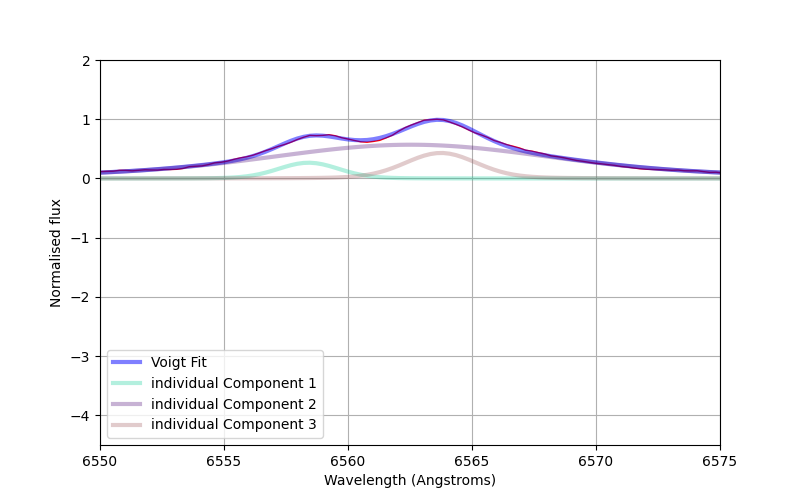 2
1
0
−1
−2
−3
−4
Normalised flux
Voigt Fit
individual Component 1
individual Component 2
individual Component 3
6550 6555 6560 6565 6570 6575
Wavelength (Angstroms)